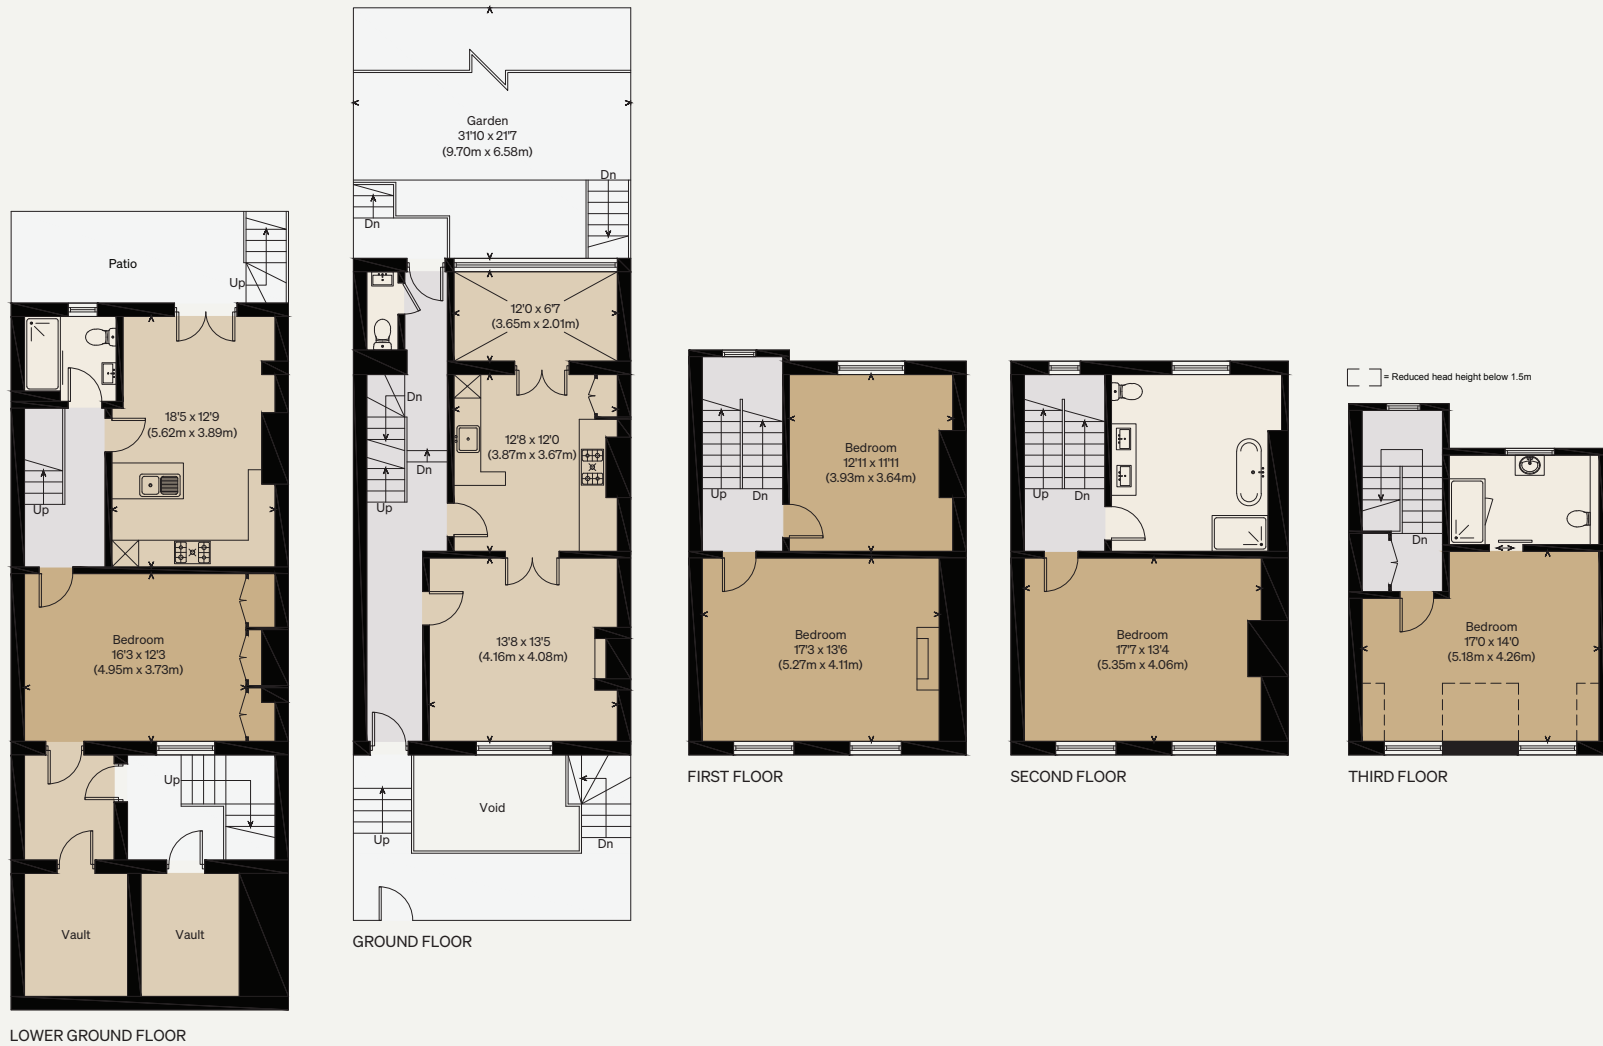 Patio
Up
18'5 x 12'9
(5.62m x 3.89m)
Up
Bedroom
16'3 x 12'3
(4.95m x 3.73m)
Up
Vault
Vault
LOWER GROUND FLOOR
Garden
31'10 x 21'7
(9.70m x 6.58m)
Dn
Dn
12'0 x 6'7
(3.65m x 2.01m)
Dn
12'8 x 12'0
(3.87m x 3.67m)
Dn
Up
13'8 x 13'5
(4.16m x 4.08m)
Void
Up
Dn
GROUND FLOOR
Bedroom
12'11 x 11'11
(3.93m x 3.64m)
Up
Dn
Bedroom
17'3 x 13'6
(5.27m x 4.11m)
FIRST FLOOR
Up
Dn
Bedroom
17'7 x 13'4
(5.35m x 4.06m)
SECOND FLOOR
= Reduced head height below 1.5m
Dn
Bedroom
17'0 x 14'0
(5.18m x 4.26m)
THIRD FLOOR